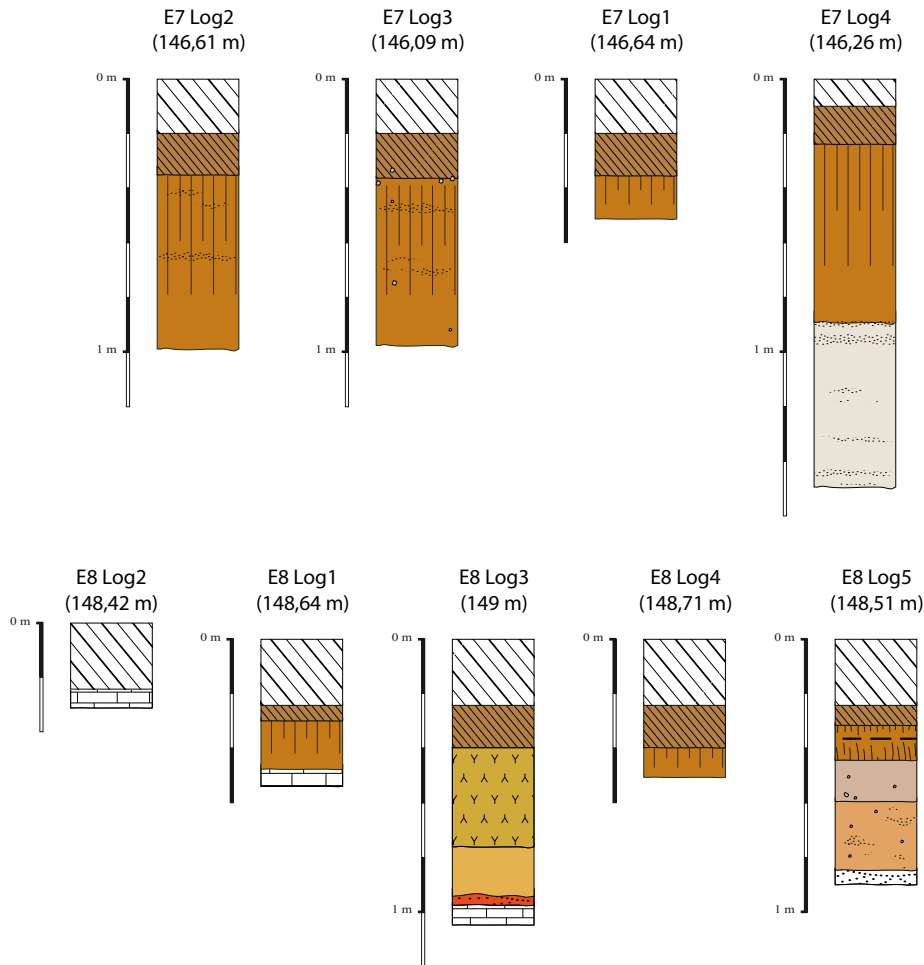 E7 Log2
(146,61 m)
E7 Log3
(146,09 m)
E7 Log1
(146,64 m)
E7 Log4
(146,26 m)
0 m
0 m
0 m
0 m
1 m
1 m
1 m
E8 Log2
(148,42 m)
E8 Log1
(148,64 m)
E8 Log3
(149 m)
E8 Log4
(148,71 m)
E8 Log5
(148,51 m)
0 m
0 m
0 m
0 m
0 m
1 m
1 m